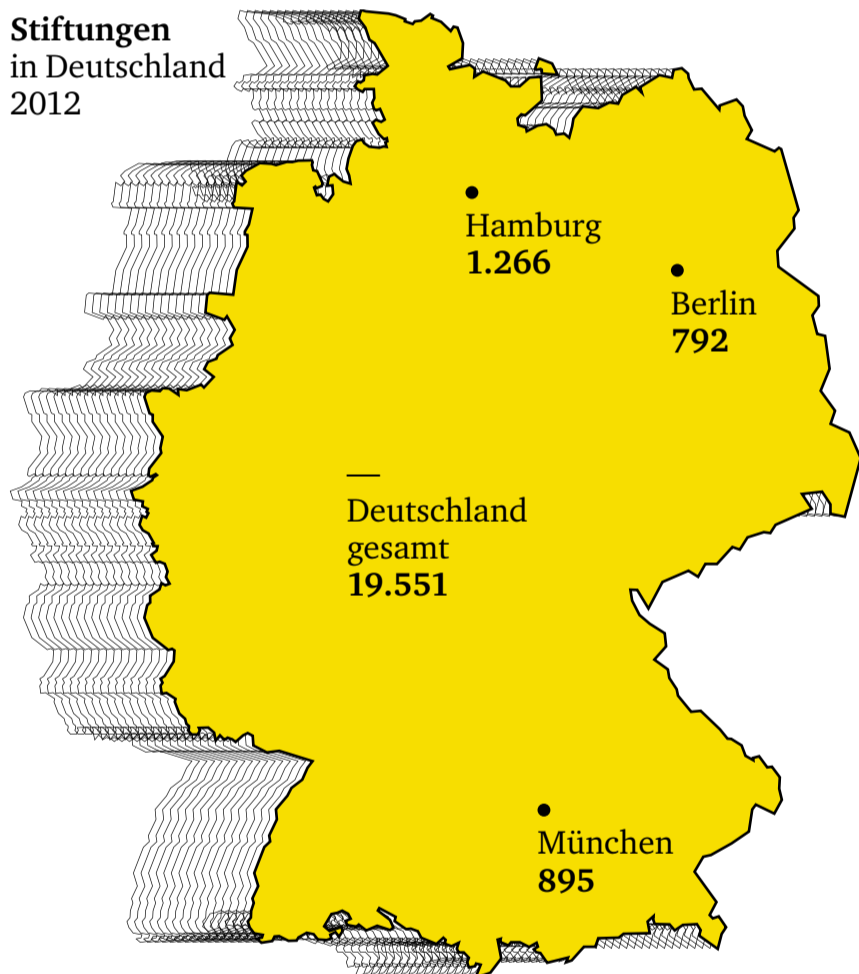 Stiftungen
in Deutschland
2012
Hamburg
1.266
Berlin
792
Deutschland
gesamt
19.551
München
895